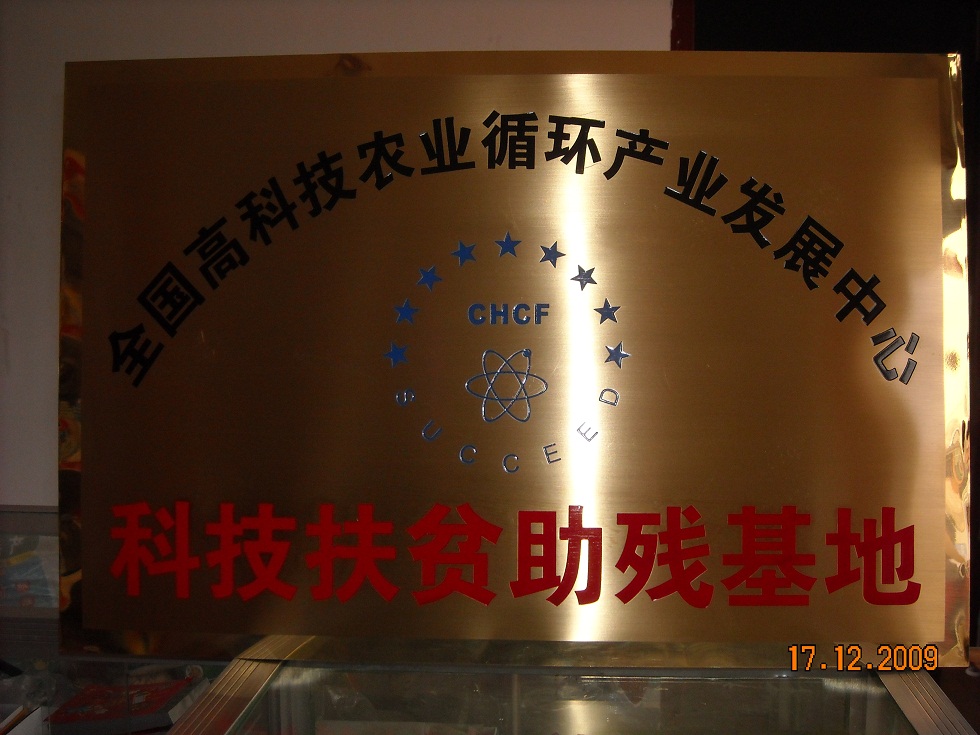 全国高科技农业循环产业发展中心
CHCF
SUCCEED
科技扶贫助残基地
17.12.2009